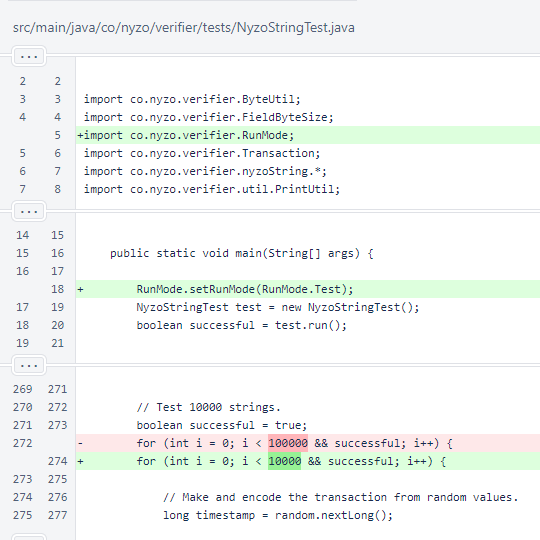 src/main/java/co/nyzo/verifier/tests/NyzoStringTest.java
...
2 2
3 3 import co.nyzo.verifier.ByteUtil;
4 4 import co.nyzo.verifier.FieldByteSize;
5 +import co.nyzo.verifier.RunMode;
5 6 import co.nyzo.verifier.Transaction;
6 7 import co.nyzo.verifier.nyzoString.*;
7 8 import co.nyzo.verifier.util.PrintUtil;
...
14 15
15 16 public static void main(String[] args) {
16 17
18 + RunMode.setRunMode(RunMode.Test);
17 19 NyzoStringTest test = new NyzoStringTest();
18 20 boolean successful = test.run();
19 21
...
269 271
270 272 // Test 10000 strings.
271 273 boolean successful = true;
272 - for (int i = 0; i < 100000 && successful; i++) {
274 + for (int i = 0; i < 10000 && successful; i++) {
273 275
274 276 // Make and encode the transaction from random values.
275 277 long timestamp = random.nextLong();